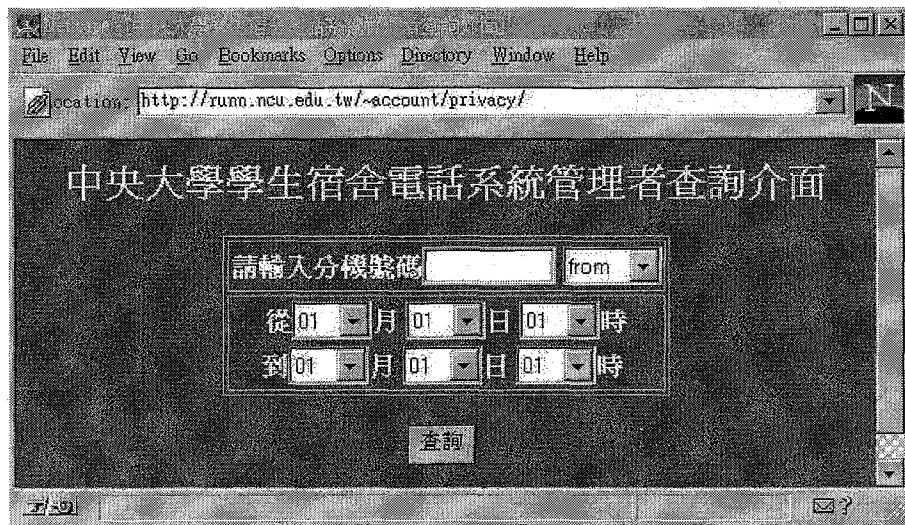 File Edit View Go Bookmarks Options Directory Window Help
ocation: http://runn.ncu.edu.tw/~account/privacy/ N
中央大學學生宿舍電話系統管理者查詢介面
請輸入分機號碼 from
從 01 月 01 日 01 時
到 01 月 01 日 01 時
查詢
?